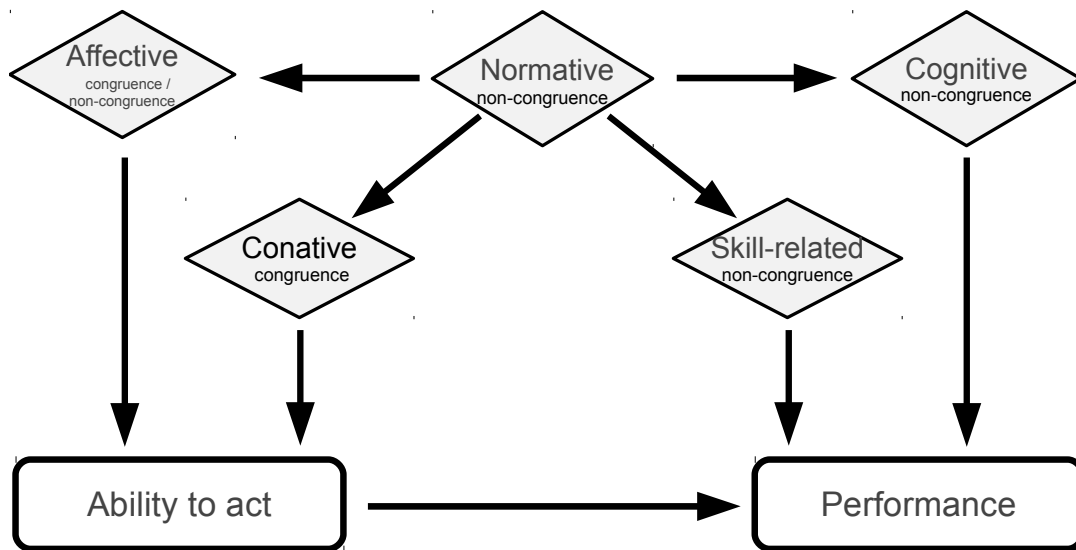 Affective
congruence /
non-congruence
Normative
non-congruence
Cognitive
non-congruence
Conative
congruence
Skill-related
non-congruence
Ability to act
Performance